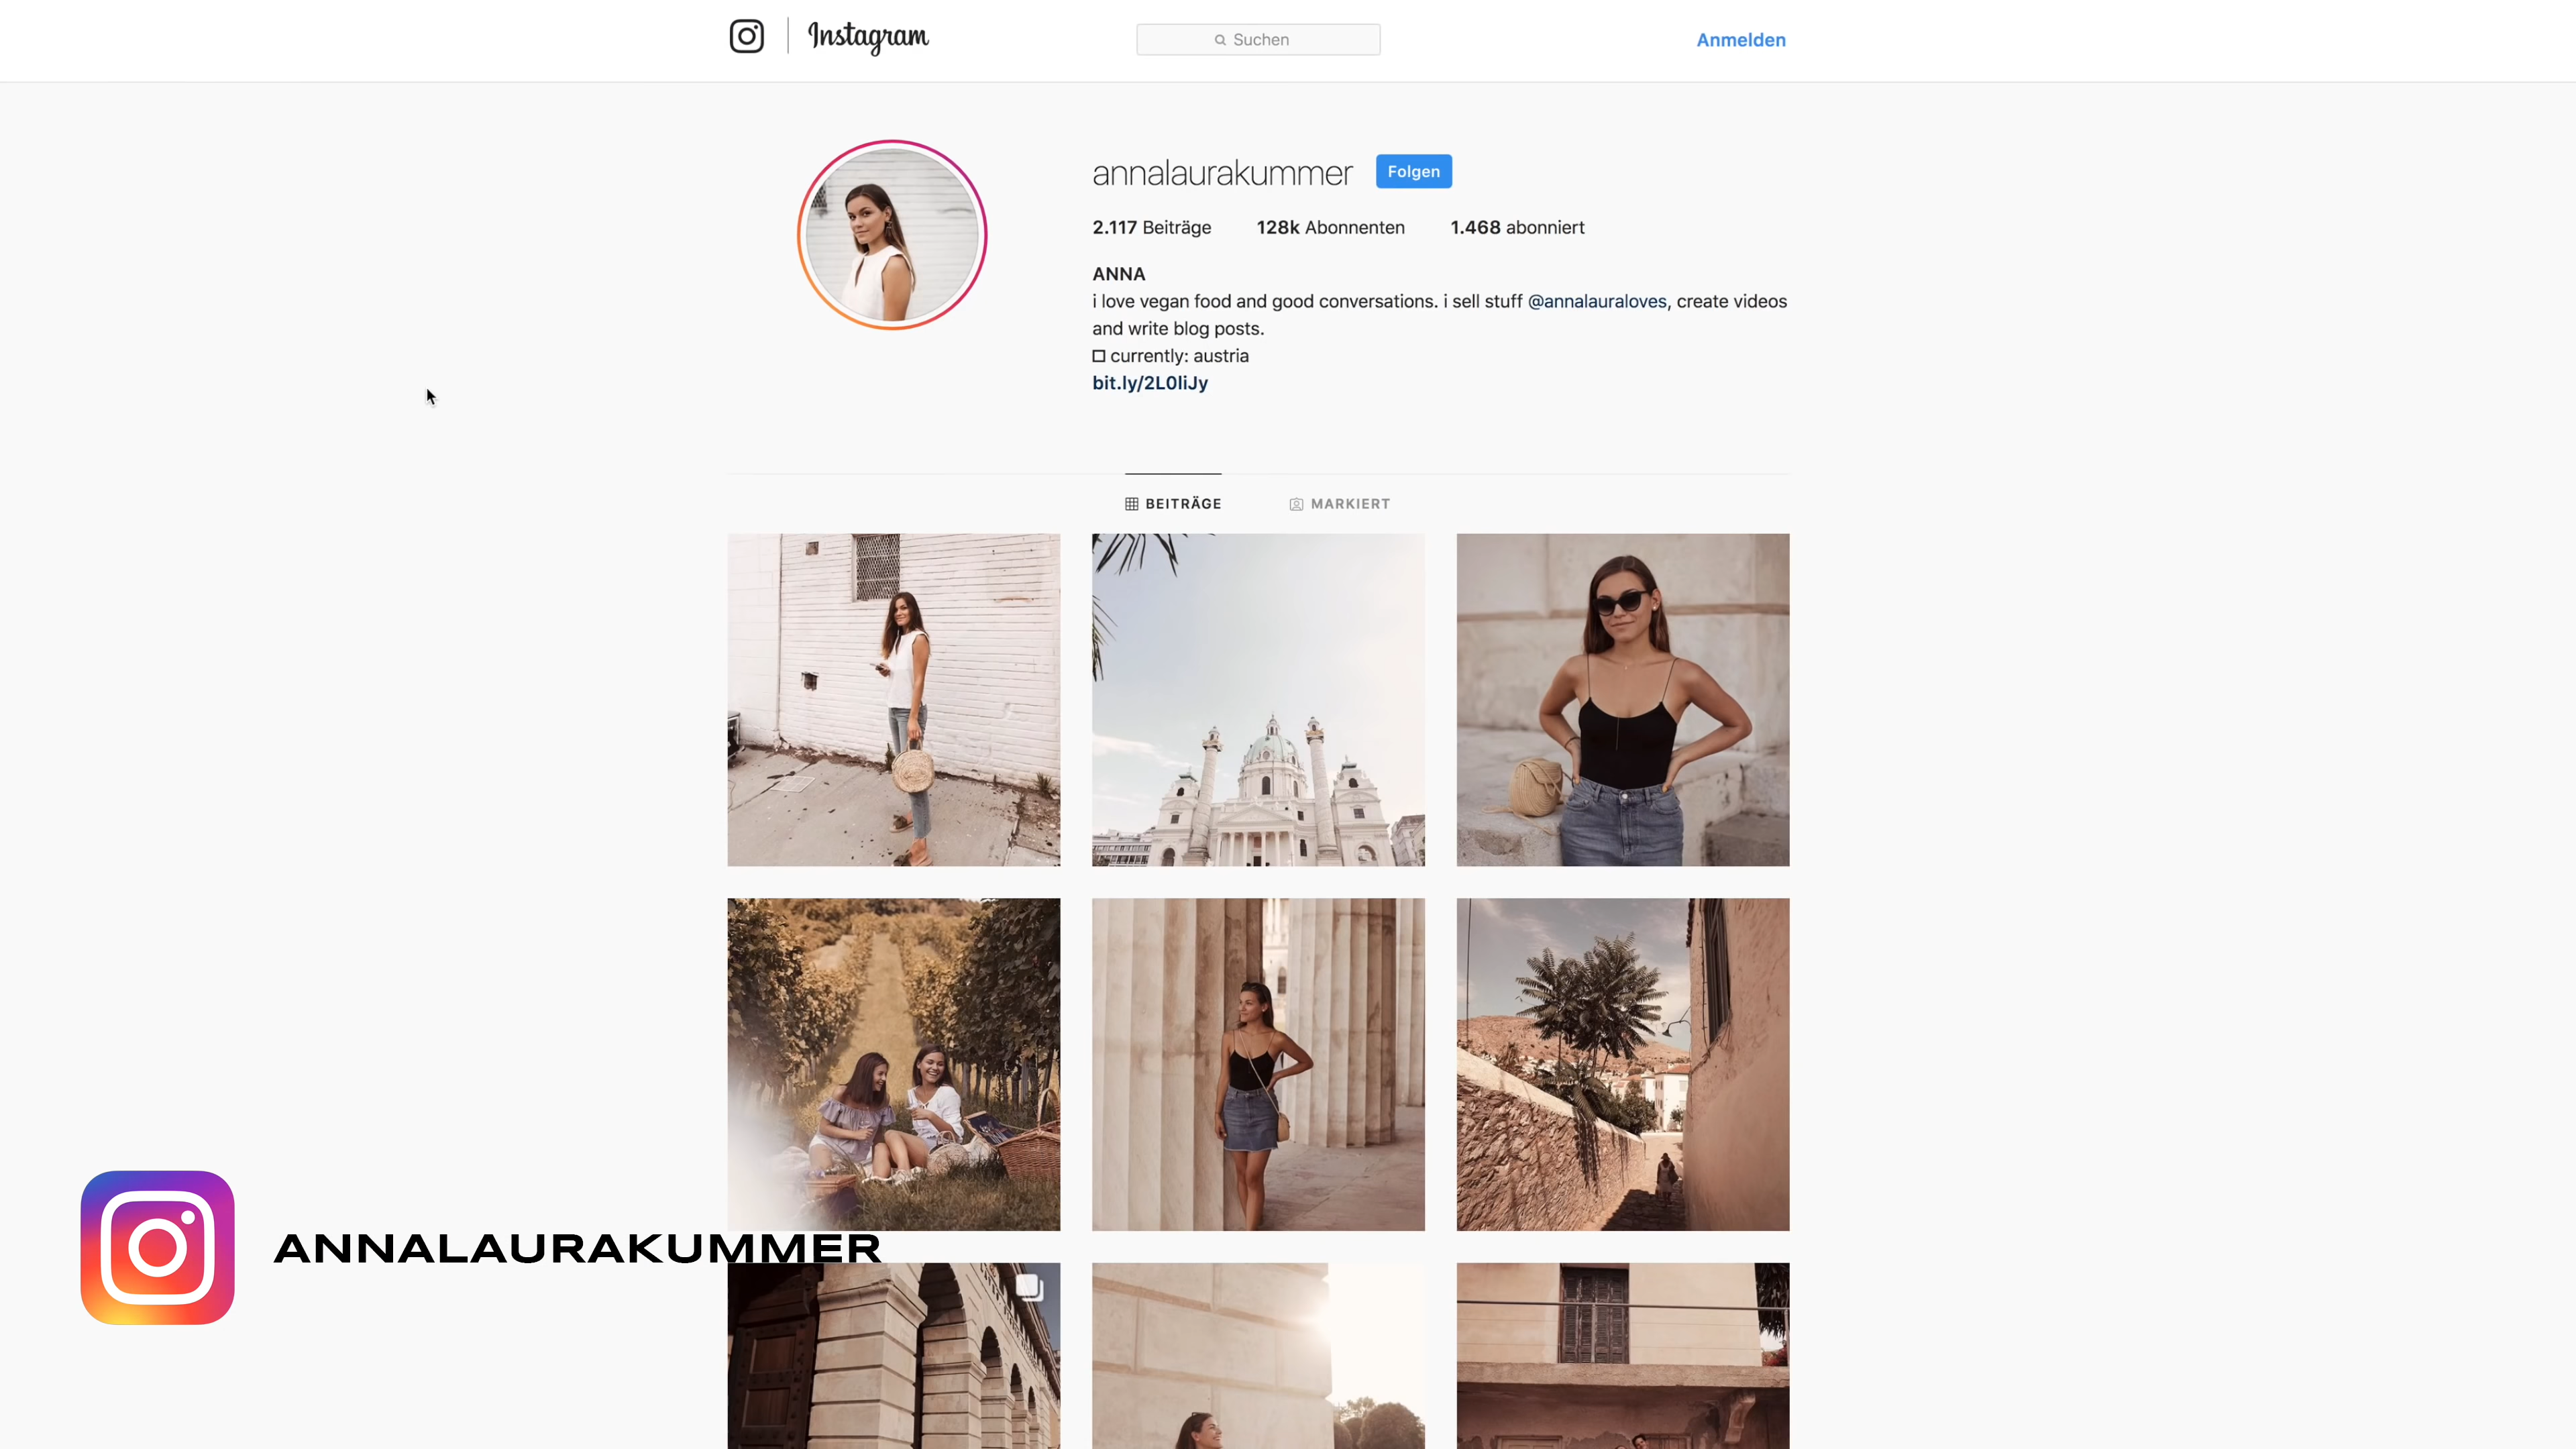 Instagram
Suchen
Anmelden
annalaurakummer
Folgen
2.117 Beiträge 128k Abonnenten 1.468 abonniert
ANNA
i love vegan food and good conversations. i sell stuff @annalauraloves, create videos
and write blog posts.
☐ currently: austria
bit.ly/2L0liJy
BEITRÄGE MARKIERT
ANNALAURAKUMMER